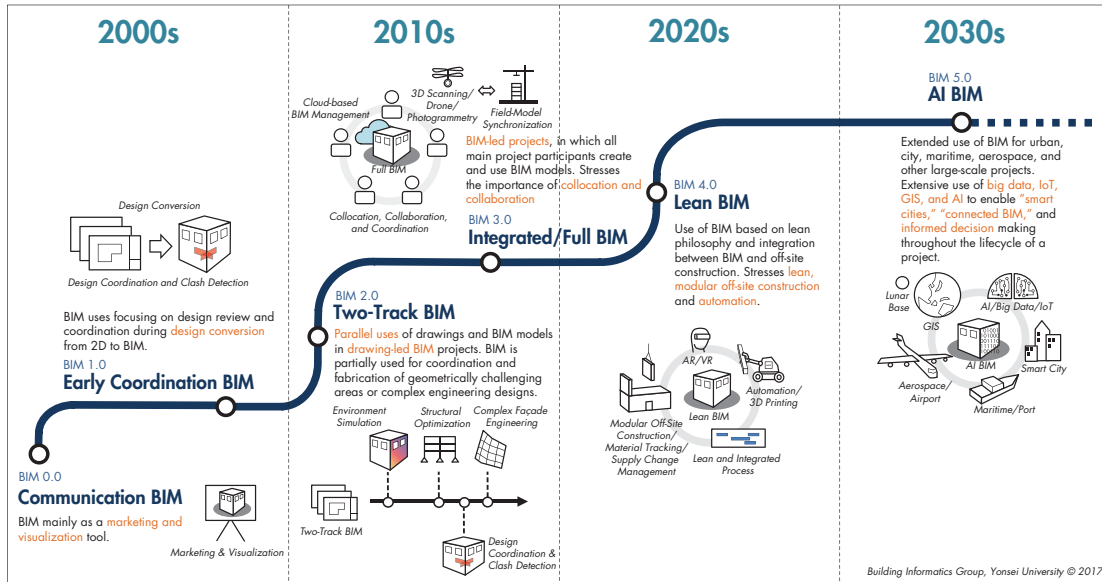 2000s
2010s
2020s
2030s
Design Conversion
Design Coordination and Clash Detection
BIM uses focusing on design review and
coordination during design conversion
from 2D to BIM.
BIM 1.0
Early Coordination BIM
BIM 0.0
Communication BIM
BIM mainly as a marketing and
visualization tool.
Marketing & Visualization
Cloud-based
BIM Management
3D Scanning/
Drone/
Photogrammetry
Field-Model
Synchronization
Full BIM
Collocation, Collaboration,
and Coordination
BIM-led projects, in which all
main project participants create
and use BIM models. Stresses
the importance of collocation and
collaboration
BIM 3.0
Integrated/Full BIM
BIM 2.0
Two-Track BIM
Parallel uses of drawings and BIM models
in drawing-led BIM projects. BIM is
partially used for coordination and
fabrication of geometrically challenging
areas or complex engineering designs.
Environment
Simulation
Structural
Optimization
Complex Façade
Engineering
Two-Track BIM
Design
Coordination &
Clash Detection
BIM 4.0
Lean BIM
Use of BIM based on lean
philosophy and integration
between BIM and off-site
construction. Stresses lean,
modular off-site construction
and automation.
AR/VR
Automation/
3D Printing
Lean BIM
Modular Off-Site
Construction/
Material Tracking/
Supply Change
Management
Lean and Integrated
Process
BIM 5.0
AI BIM
Extended use of BIM for urban,
city, maritime, aerospace, and
other large-scale projects.
Extensive use of big data, IoT,
GIS, and AI to enable “smart
cities,” “connected BIM,” and
informed decision making
throughout the lifecycle of a
project.
Lunar
Base
GIS
AI/Big Data/IoT
AI BIM
Smart City
Aerospace/
Airport
Maritime/Port
Building Informatics Group, Yonsei University © 2017